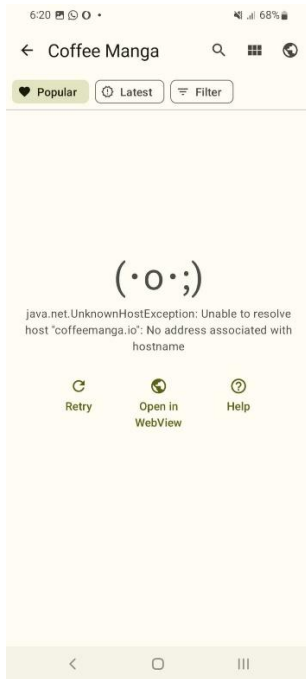 6:20
68%
Coffee Manga
Popular
Latest
Filter
(･o･;)
java.net.UnknownHostException: Unable to resolve
host "coffeemanga.io": No address associated with
hostname
Retry
Open in
WebView
Help